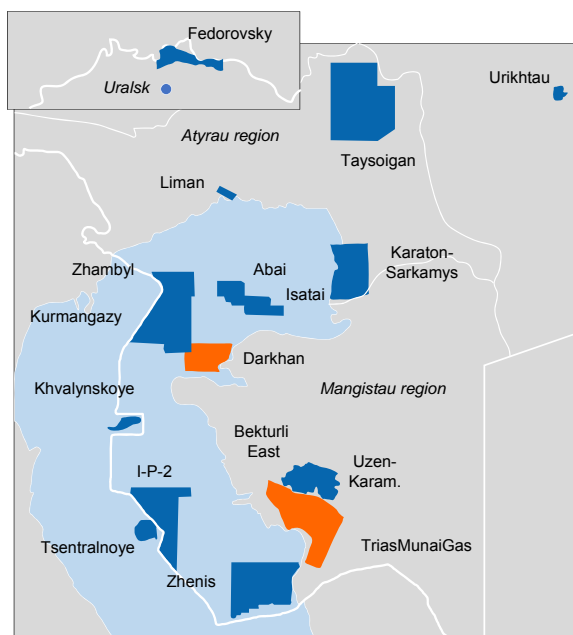 Fedorovsky
Uralsk
Urikhtau
Atyrau region
Taysoigan
Liman
Karaton-
Sarkamys
Zhambyl
Abai
Isatai
Kurmangazy
Darkhan
Khvalynskoye
Mangistau region
Bekturli
East
Uzen-
Karam.
I-P-2
Tsentralnoye
TriasMunaiGas
Zhenis